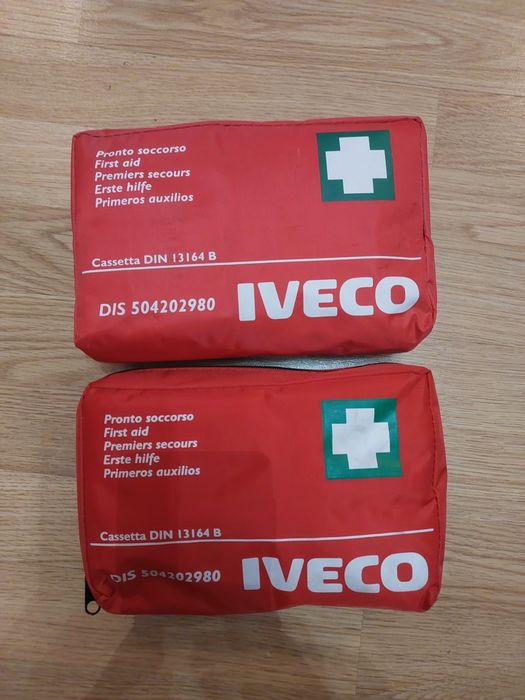 Pronto soccorso
First aid
Premiers secours
Erste hilfe
Primeros auxilios
Cassetta DIN 13164 B
DIS 504202980 IVECO
Pronto soccorso
First aid
Premiers secours
Erste hilfe
Primeros auxilios
Cassetta DIN 13164 B
DIS 504202980 IVECO